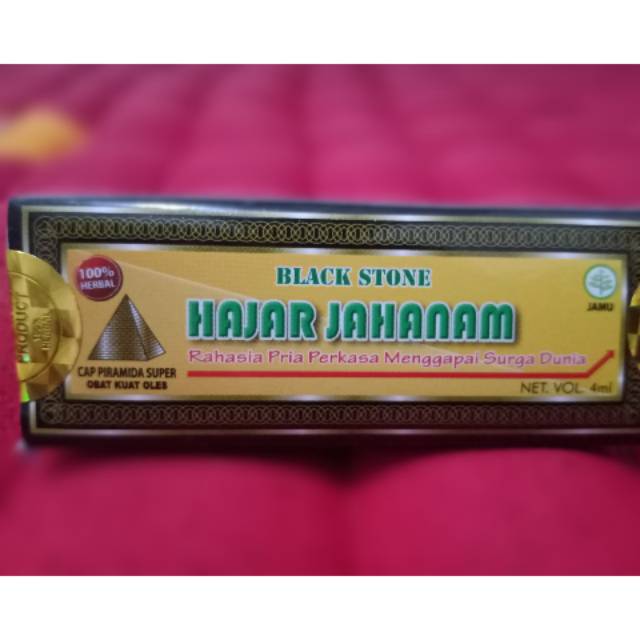 100%
HERBAL
BLACK STONE
HAJAR JAHANAM
Rahasia Pria Perkasa Menggapai Surga Dunia
CAP PIRAMIDA SUPER
OBAT KUAT OLES
JAMU
NET. VOL. 4ml
PRODUCT